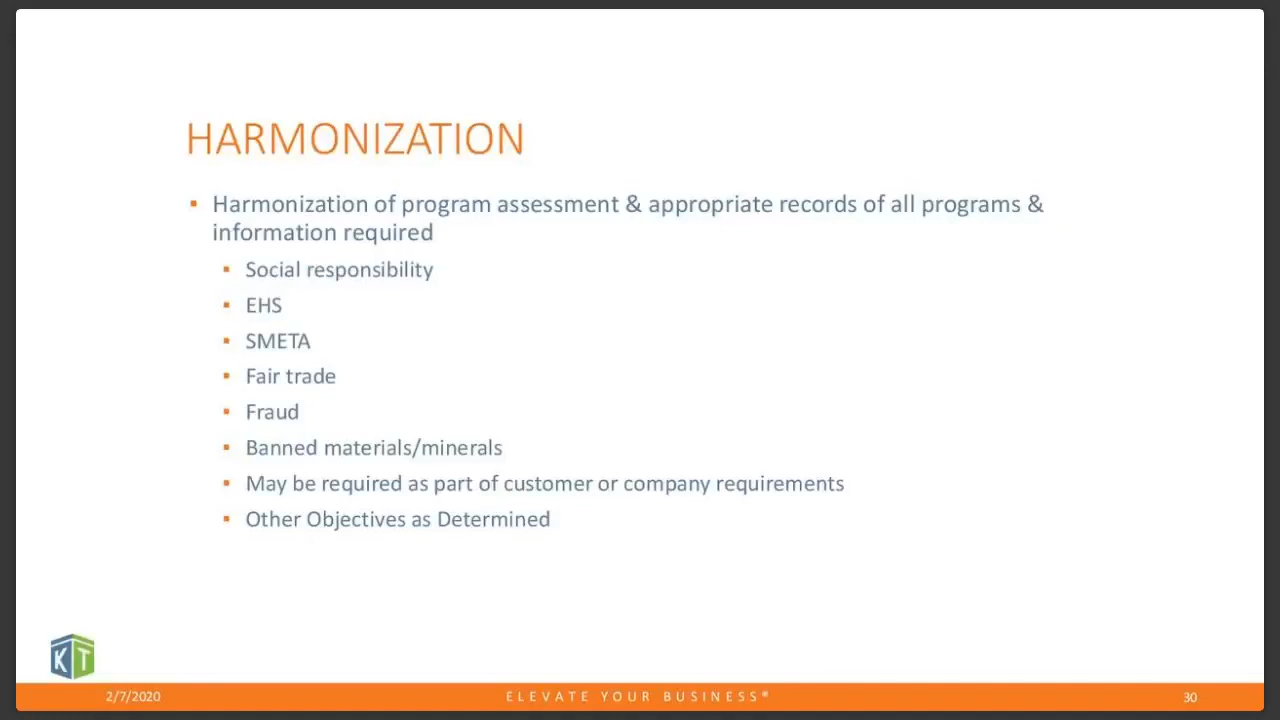 HARMONIZATION
▪ Harmonization of program assessment & appropriate records of all programs &
information required
▪ Social responsibility
▪ EHS
▪ SMETA
▪ Fair trade
▪ Fraud
▪ Banned materials/minerals
▪ May be required as part of customer or company requirements
▪ Other Objectives as Determined
KT
2/7/2020 ELEVATE YOUR BUSINESS® 30